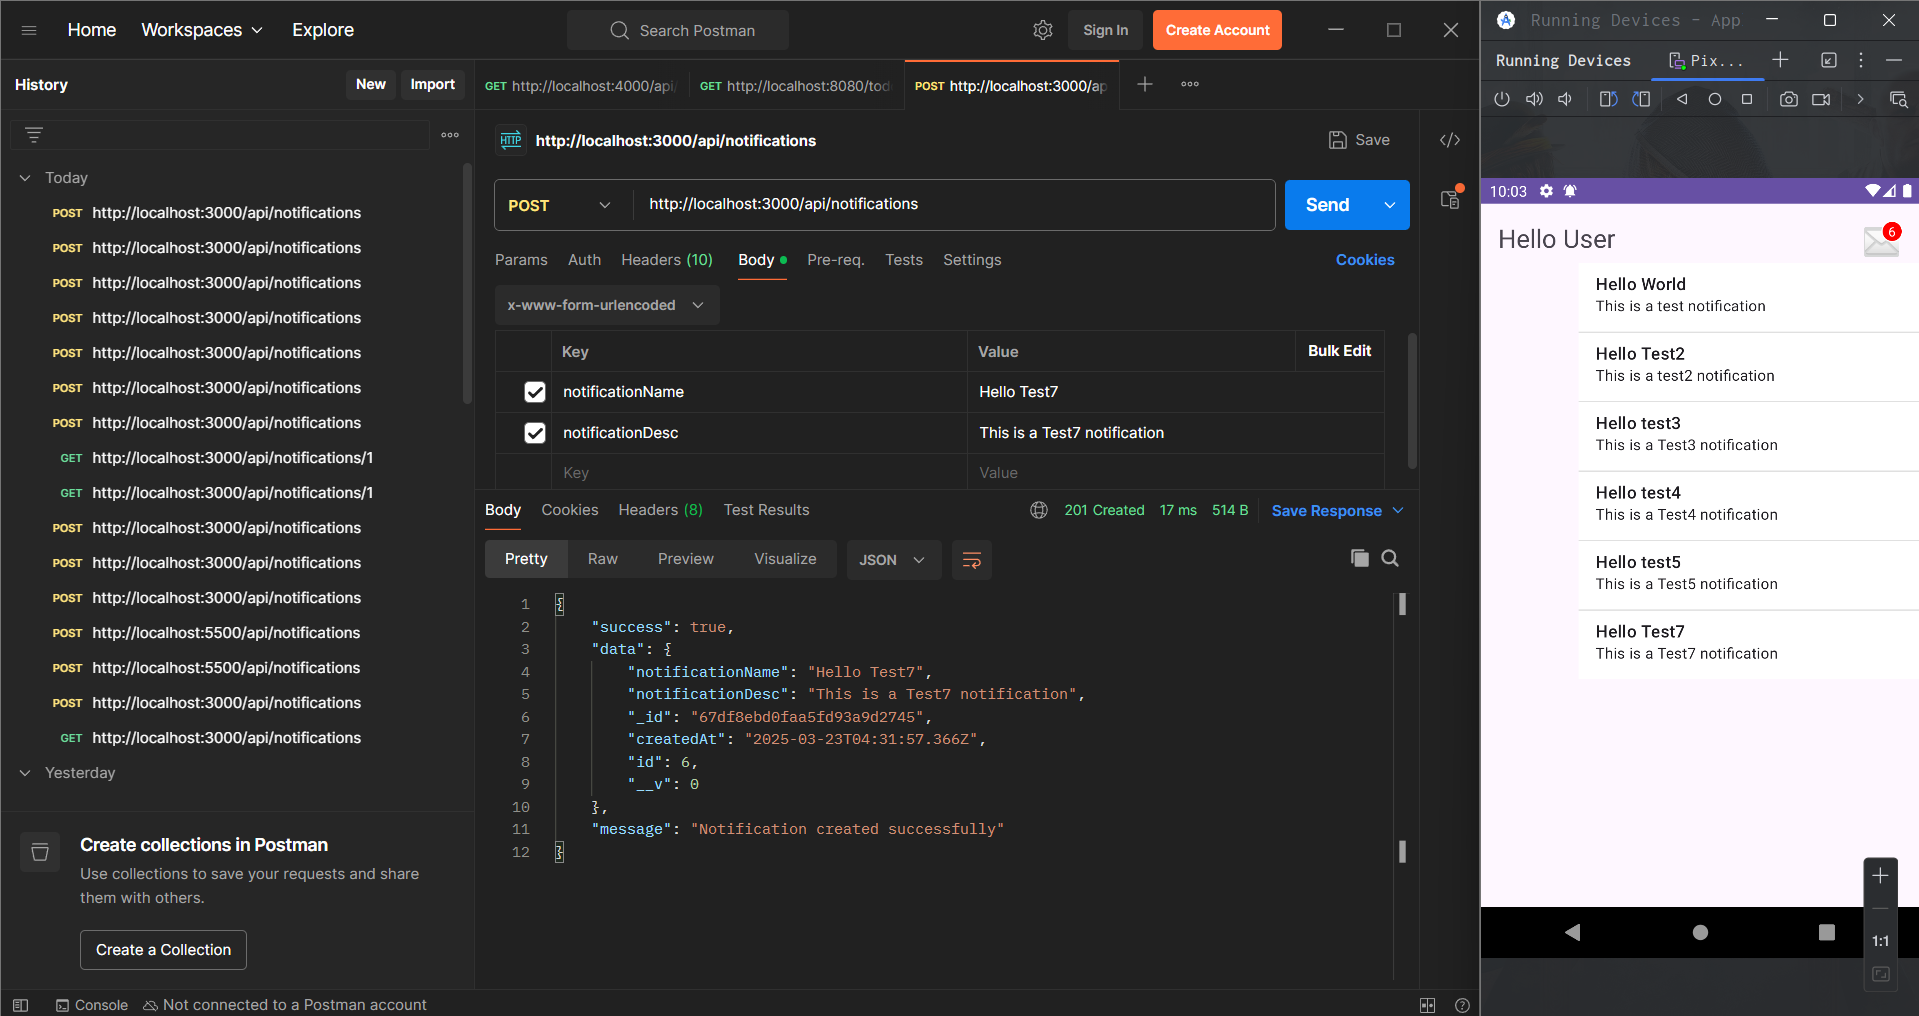 Home
Workspaces
Explore
Search Postman
Sign In
Create Account
History
New
Import
Today
POST http://localhost:3000/api/notifications
POST http://localhost:3000/api/notifications
POST http://localhost:3000/api/notifications
POST http://localhost:3000/api/notifications
POST http://localhost:3000/api/notifications
POST http://localhost:3000/api/notifications
POST http://localhost:3000/api/notifications
GET http://localhost:3000/api/notifications/1
GET http://localhost:3000/api/notifications/1
POST http://localhost:3000/api/notifications
POST http://localhost:3000/api/notifications
POST http://localhost:3000/api/notifications
POST http://localhost:5500/api/notifications
POST http://localhost:5500/api/notifications
POST http://localhost:3000/api/notifications
GET http://localhost:3000/api/notifications
Yesterday
Create collections in Postman
Use collections to save your requests and share
them with others.
Create a Collection
Console
Not connected to a Postman account
GET http://localhost:4000/api/
GET http://localhost:8080/tod
POST http://localhost:3000/ap
HTTP
http://localhost:3000/api/notifications
Save
</>
POST
http://localhost:3000/api/notifications
Send
Params
Auth
Headers (10)
Body
Pre-req.
Tests
Settings
Cookies
x-www-form-urlencoded
Key
Value
Bulk Edit
notificationName
Hello Test7
notificationDesc
This is a Test7 notification
Key
Value
Body
Cookies
Headers (8)
Test Results
201 Created
17 ms
514 B
Save Response
Pretty
Raw
Preview
Visualize
JSON
1 {
2 "success": true,
3 "data": {
4 "notificationName": "Hello Test7",
5 "notificationDesc": "This is a Test7 notification",
6 "_id": "67df8ebd0faa5fd93a9d2745",
7 "createdAt": "2025-03-23T04:31:57.366Z",
8 "id": 6,
9 "__v": 0
10 },
11 "message": "Notification created successfully"
12 }
Running Devices - App
Running Devices
Pix...
10:03
Hello User
6
Hello World
This is a test notification
Hello Test2
This is a test2 notification
Hello test3
This is a Test3 notification
Hello test4
This is a Test4 notification
Hello test5
This is a Test5 notification
Hello Test7
This is a Test7 notification
1:1